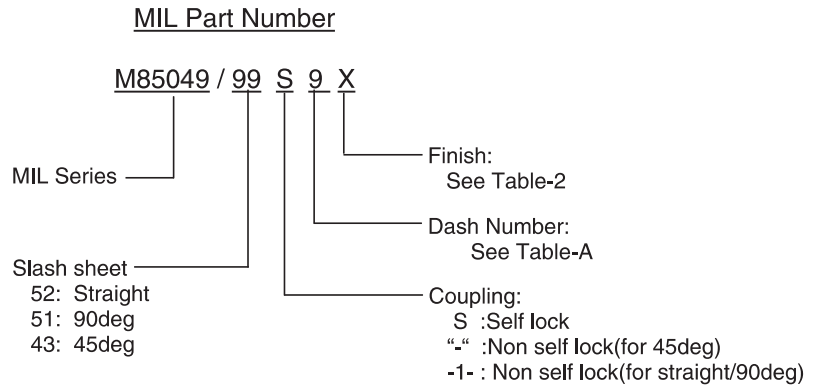 MIL Part Number
M85049 / 99 S 9 X
MIL Series
Finish:
See Table-2
Dash Number:
See Table-A
Slash sheet
52: Straight
51: 90deg
43: 45deg
Coupling:
S :Self lock
“-“ :Non self lock(for 45deg)
-1- : Non self lock(for straight/90deg)